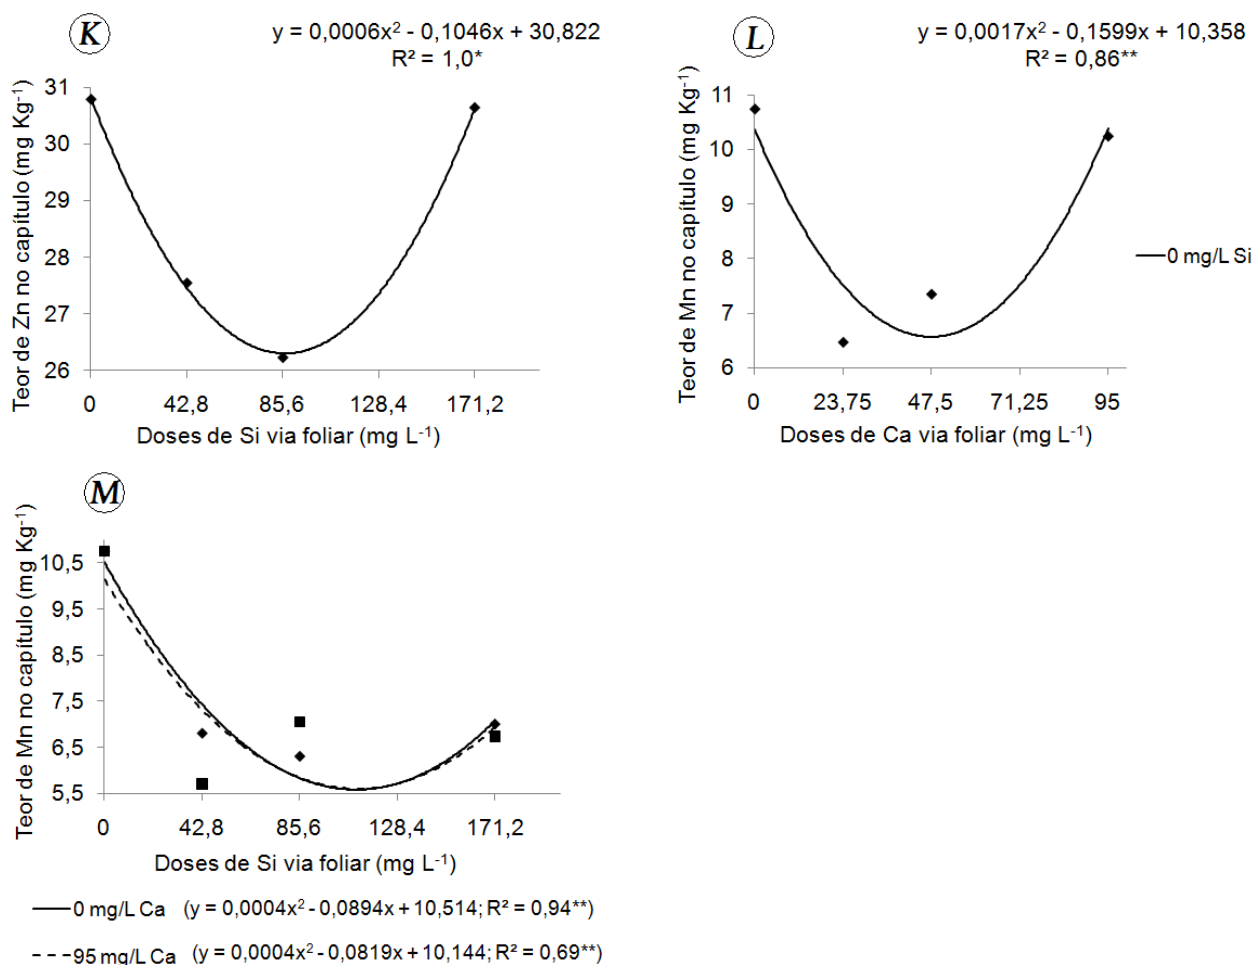 K
y = 0,0006x² - 0,1046x + 30,822
R² = 1,0*
Teor de Zn no capítulo (mg Kg⁻¹)
31
30
29
28
27
26
0 42,8 85,6 128,4 171,2
Doses de Si via foliar (mg L⁻¹)
L
y = 0,0017x² - 0,1599x + 10,358
R² = 0,86**
Teor de Mn no capítulo (mg Kg⁻¹)
11
10
9
8
7
6
0 mg/L Si
0 23,75 47,5 71,25 95
Doses de Ca via foliar (mg L⁻¹)
M
Teor de Mn no capítulo (mg Kg⁻¹)
10,5
9,5
8,5
7,5
6,5
5,5
0 42,8 85,6 128,4 171,2
Doses de Si via foliar (mg L⁻¹)
0 mg/L Ca (y = 0,0004x² - 0,0894x + 10,514; R² = 0,94**)
95 mg/L Ca (y = 0,0004x² - 0,0819x + 10,144; R² = 0,69**)